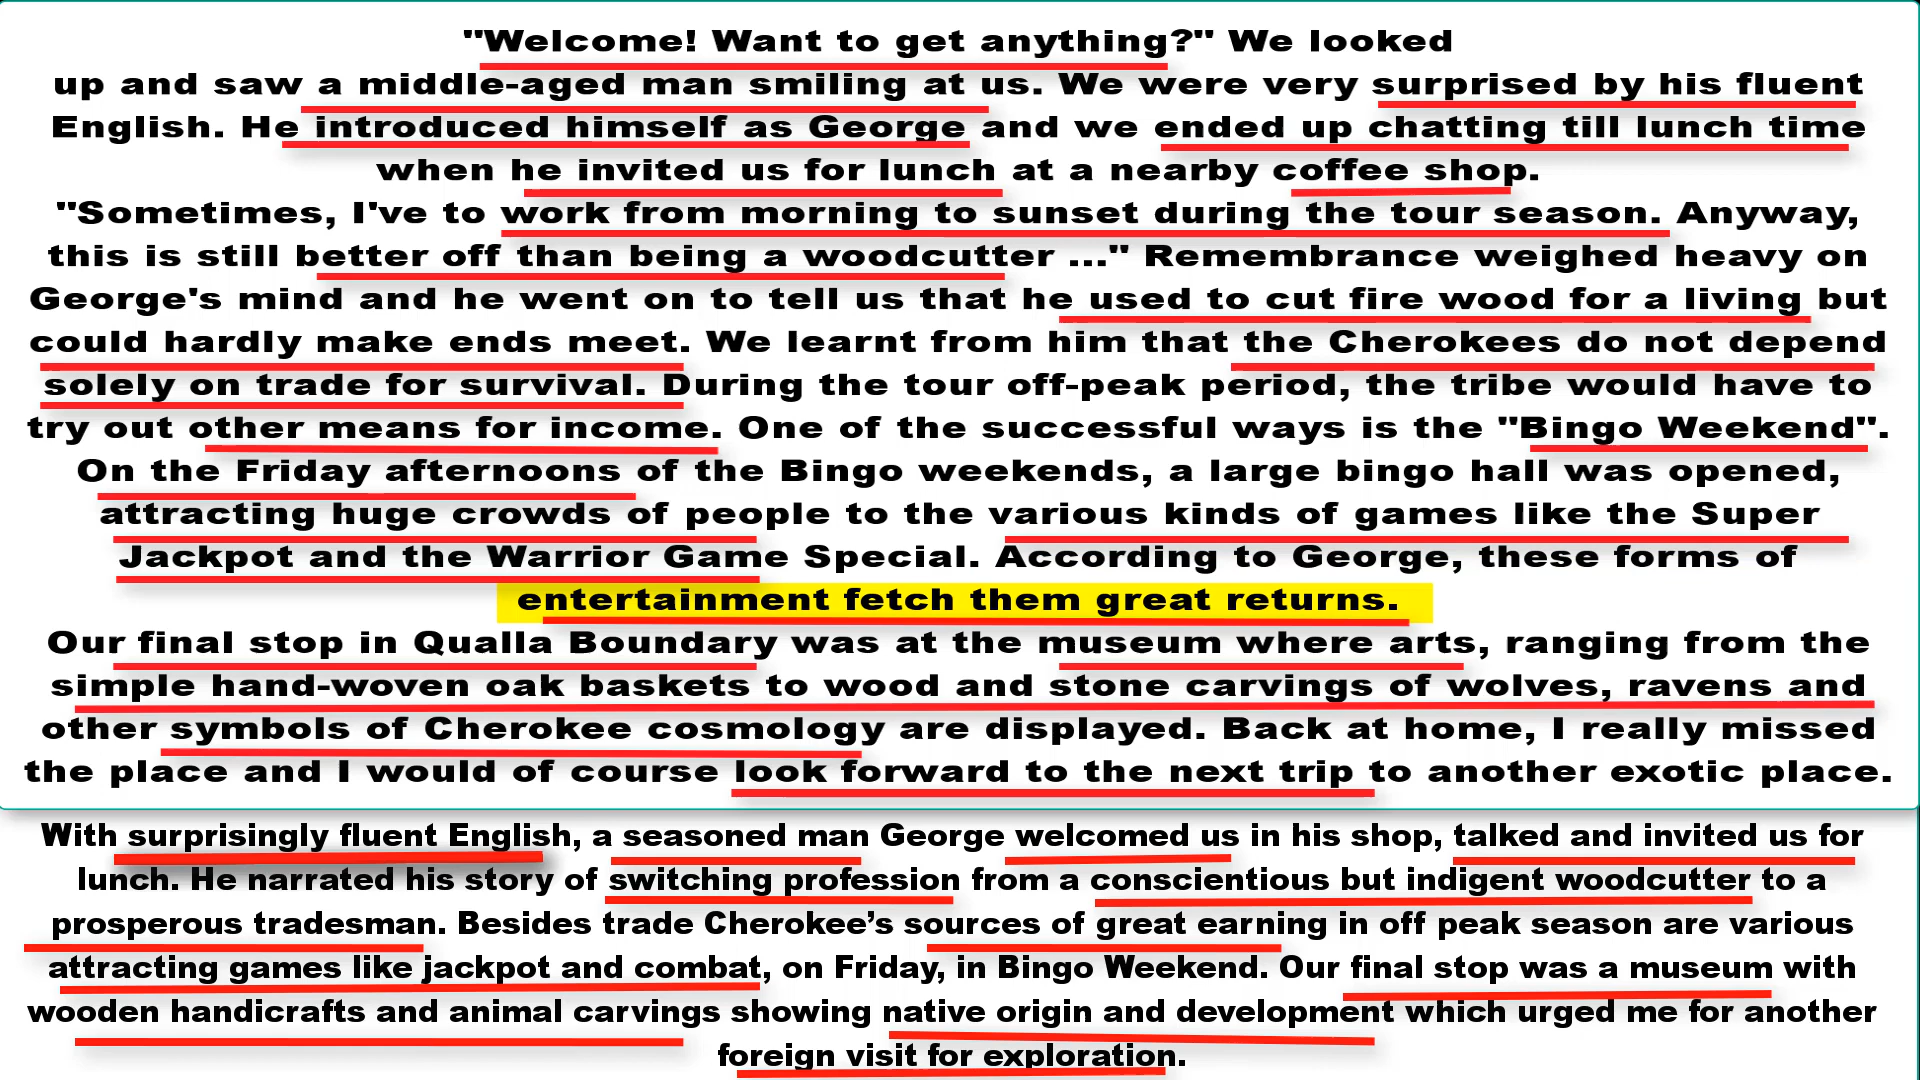 "Welcome! Want to get anything?" We looked
up and saw a middle-aged man smiling at us. We were very surprised by his fluent
English. He introduced himself as George and we ended up chatting till lunch time
when he invited us for lunch at a nearby coffee shop.
"Sometimes, I've to work from morning to sunset during the tour season. Anyway,
this is still better off than being a woodcutter ..." Remembrance weighed heavy on
George's mind and he went on to tell us that he used to cut fire wood for a living but
could hardly make ends meet. We learnt from him that the Cherokees do not depend
solely on trade for survival. During the tour off-peak period, the tribe would have to
try out other means for income. One of the successful ways is the "Bingo Weekend".
On the Friday afternoons of the Bingo weekends, a large bingo hall was opened,
attracting huge crowds of people to the various kinds of games like the Super
Jackpot and the Warrior Game Special. According to George, these forms of
entertainment fetch them great returns.
Our final stop in Qualla Boundary was at the museum where arts, ranging from the
simple hand-woven oak baskets to wood and stone carvings of wolves, ravens and
other symbols of Cherokee cosmology are displayed. Back at home, I really missed
the place and I would of course look forward to the next trip to another exotic place.
With surprisingly fluent English, a seasoned man George welcomed us in his shop, talked and invited us for
lunch. He narrated his story of switching profession from a conscientious but indigent woodcutter to a
prosperous tradesman. Besides trade Cherokee’s sources of great earning in off peak season are various
attracting games like jackpot and combat, on Friday, in Bingo Weekend. Our final stop was a museum with
wooden handicrafts and animal carvings showing native origin and development which urged me for another
foreign visit for exploration.